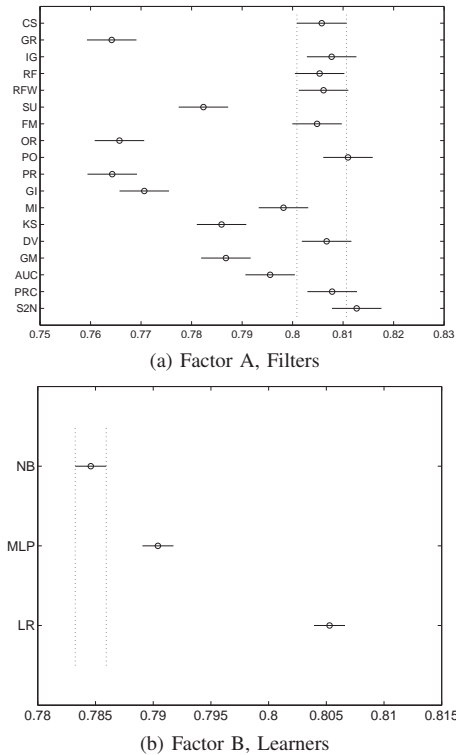 CS
GR
IG
RF
RFW
SU
FM
OR
PO
PR
GI
MI
KS
DV
GM
AUC
PRC
S2N
0.75 0.76 0.77 0.78 0.79 0.8 0.81 0.82 0.83
(a) Factor A, Filters
NB
MLP
LR
0.78 0.785 0.79 0.795 0.8 0.805 0.81 0.815
(b) Factor B, Learners